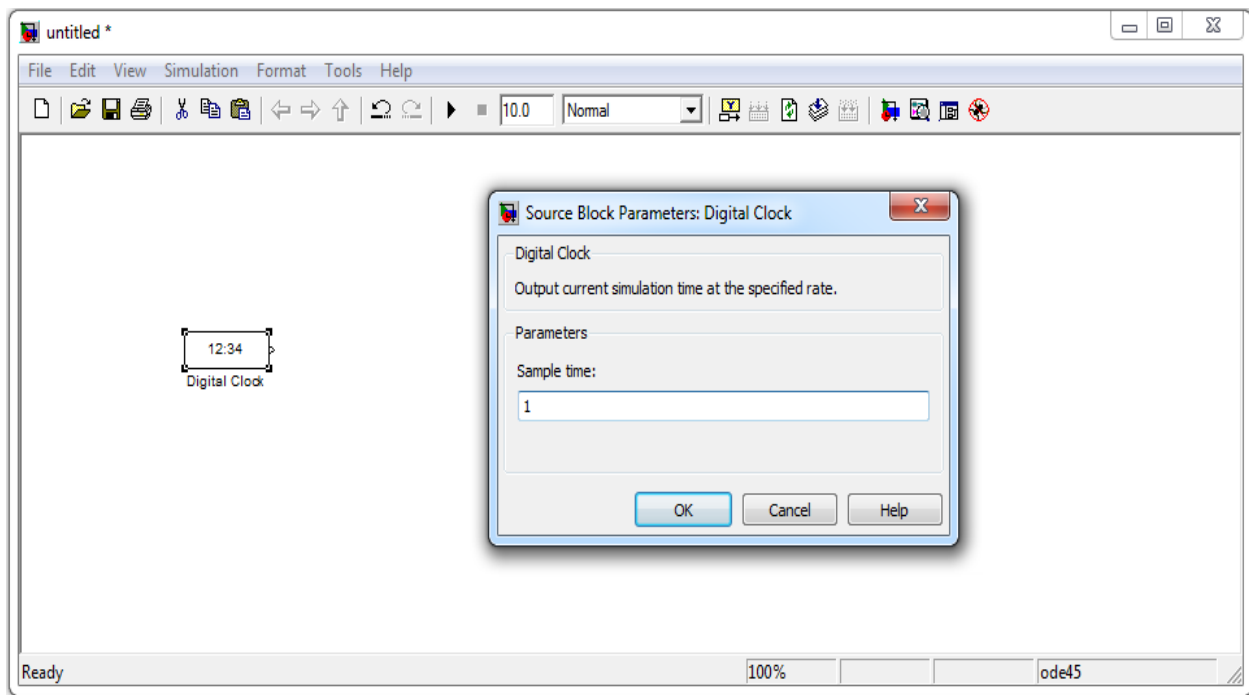 untitled *
File Edit View Simulation Format Tools Help
10.0 Normal
Source Block Parameters: Digital Clock
Digital Clock
Output current simulation time at the specified rate.
Parameters
Sample time:
1
OK Cancel Help
12:34
Digital Clock
Ready 100% ode45